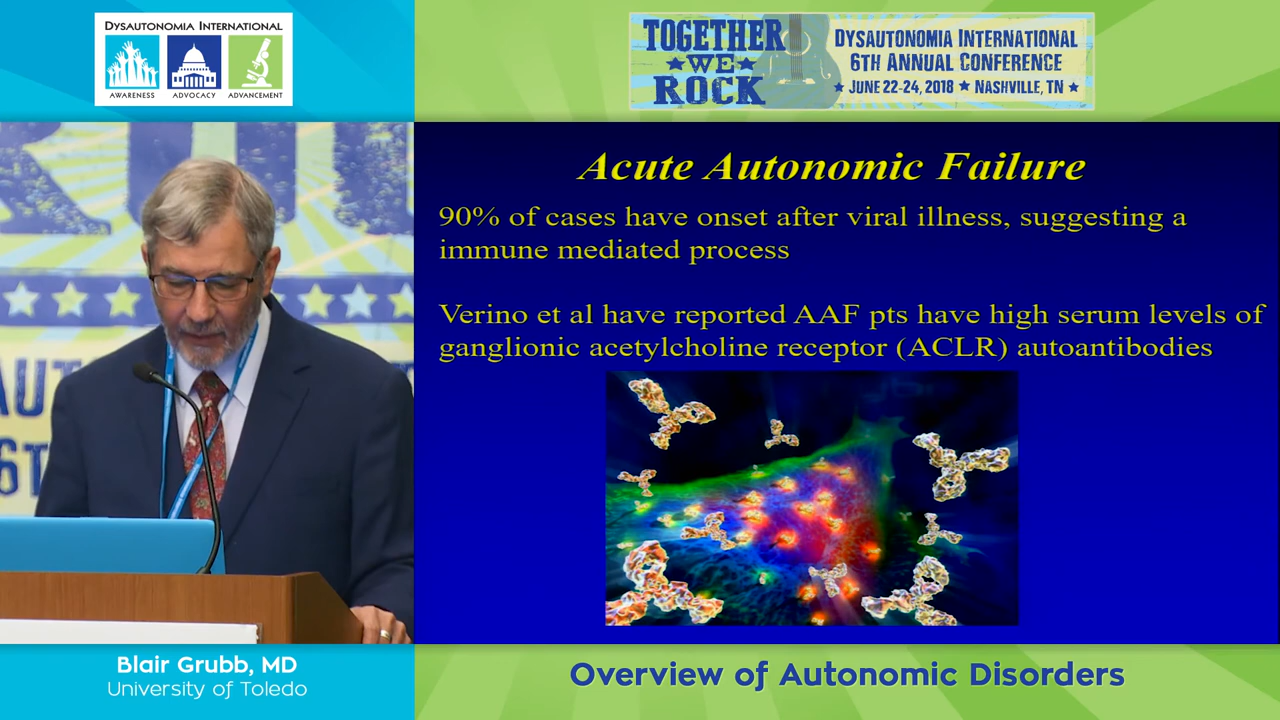 DYSAUTONOMIA INTERNATIONAL
AWARENESS ADVOCACY ADVANCEMENT
TOGETHER
WE
ROCK
DYSAUTONOMIA INTERNATIONAL
6TH ANNUAL CONFERENCE
JUNE 22-24, 2018 ★ NASHVILLE, TN
Acute Autonomic Failure
90% of cases have onset after viral illness, suggesting a
immune mediated process
Verino et al have reported AAF pts have high serum levels of
ganglionic acetylcholine receptor (ACLR) autoantibodies
Blair Grubb, MD
University of Toledo
Overview of Autonomic Disorders